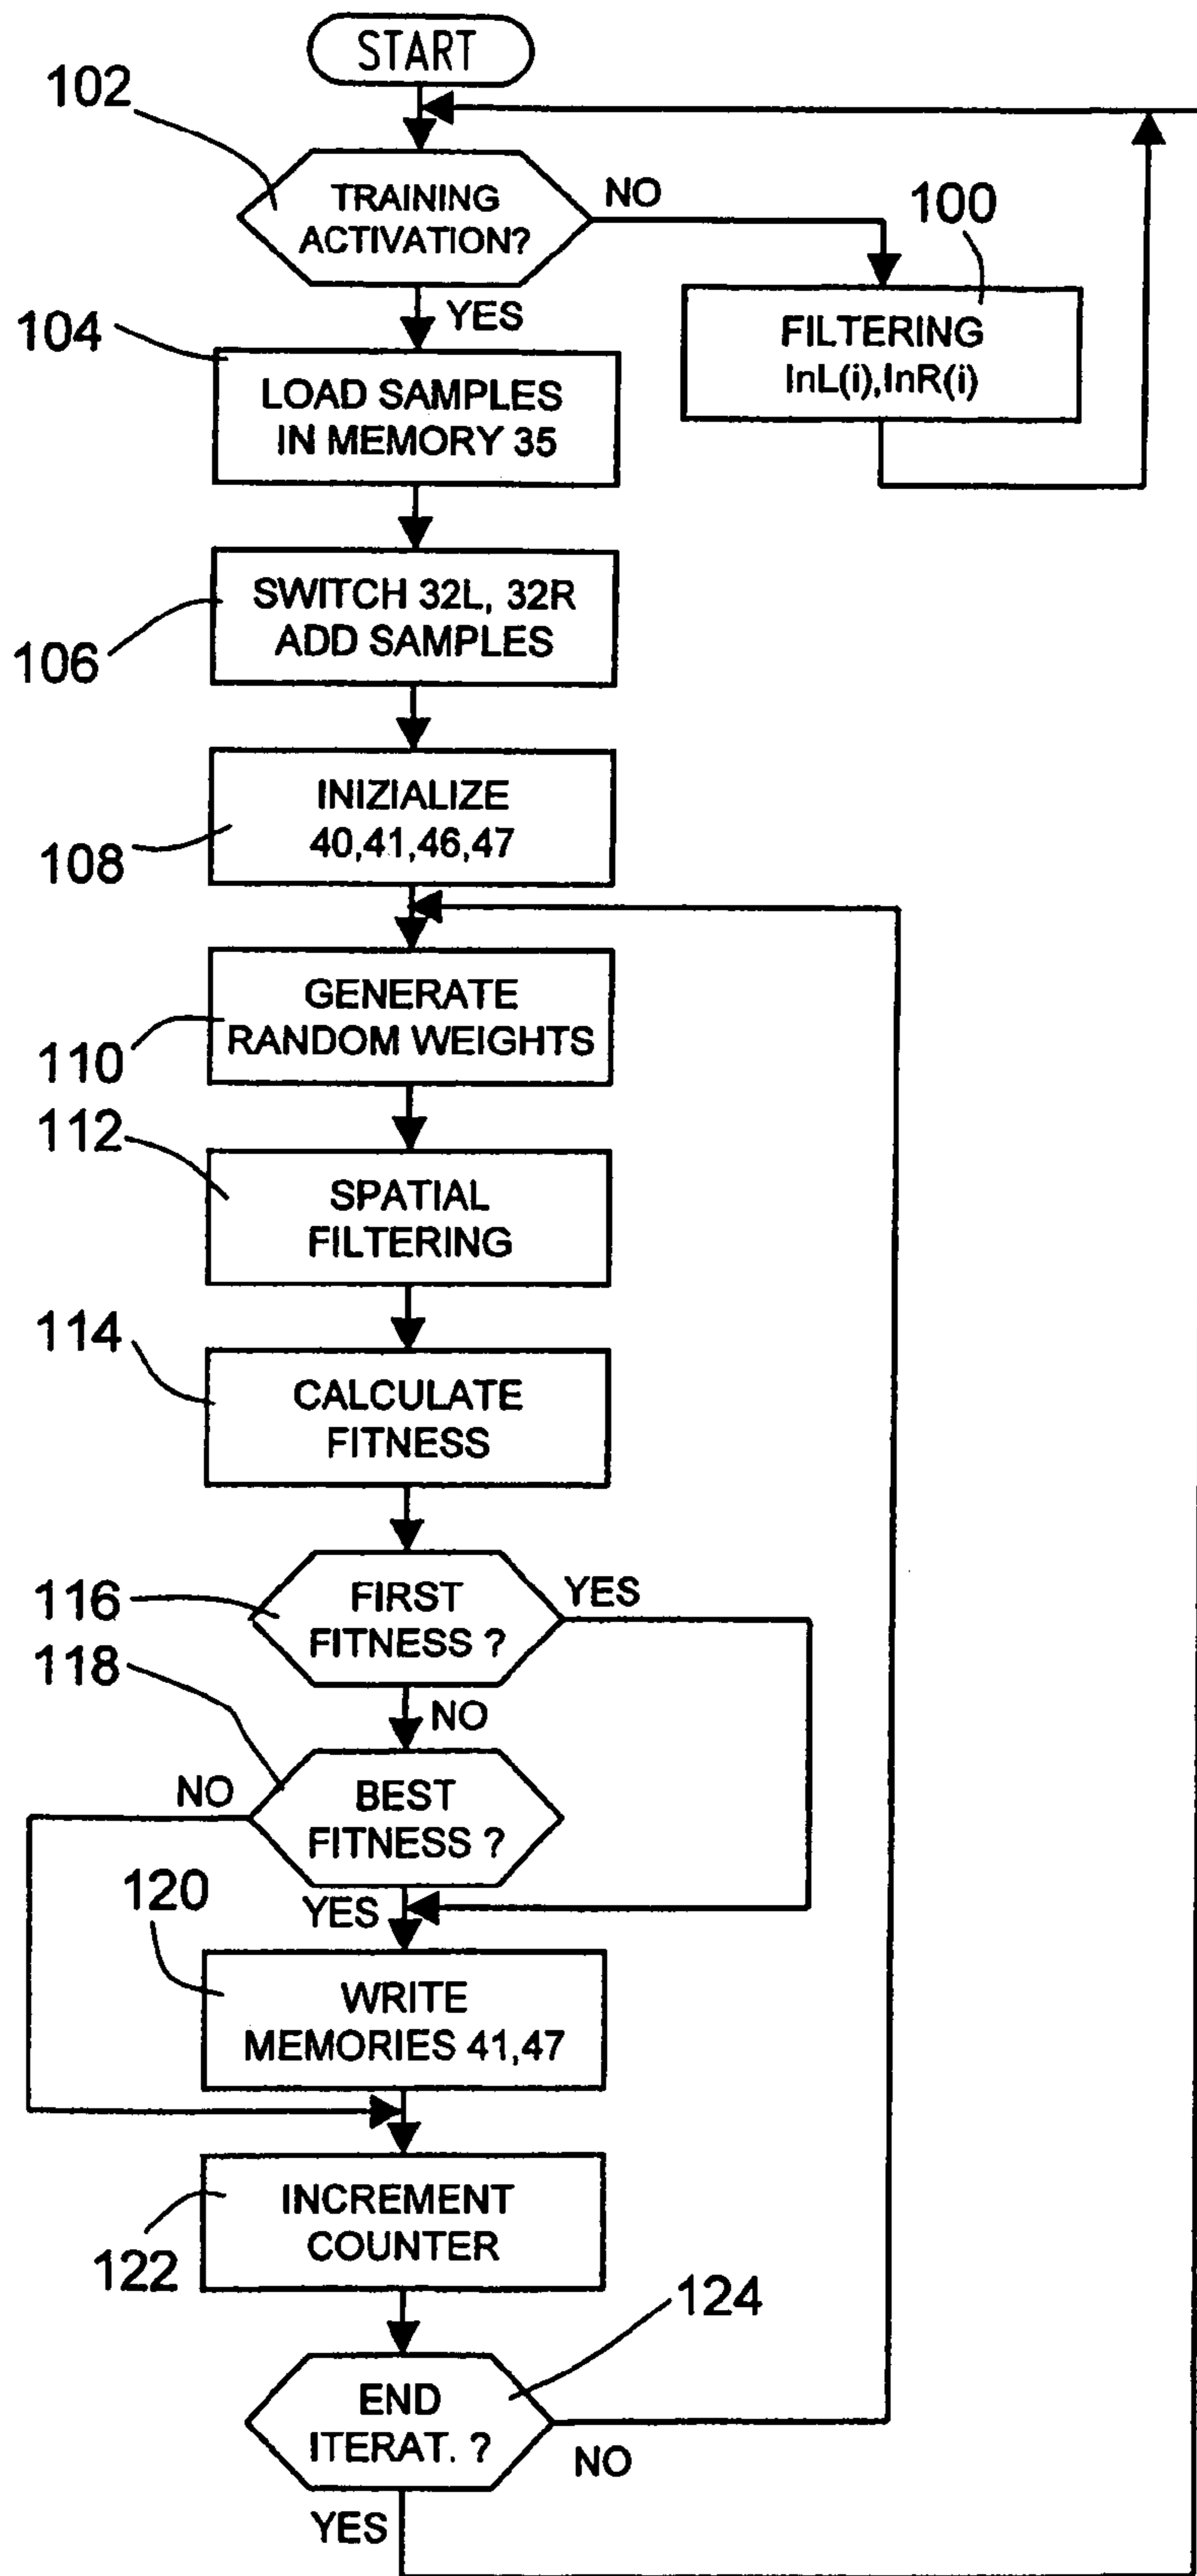 START
102
TRAINING
ACTIVATION?
NO
100
FILTERING
InL(i),InR(i)
YES
104
LOAD SAMPLES
IN MEMORY 35
SWITCH 32L, 32R
ADD SAMPLES
106
INIZIALIZE
40,41,46,47
108
GENERATE
RANDOM WEIGHTS
110
112
SPATIAL
FILTERING
114
CALCULATE
FITNESS
116
FIRST
FITNESS ?
YES
118
NO
NO
BEST
FITNESS ?
120
YES
WRITE
MEMORIES 41,47
INCREMENT
COUNTER
122
124
END
ITERAT. ?
NO
YES